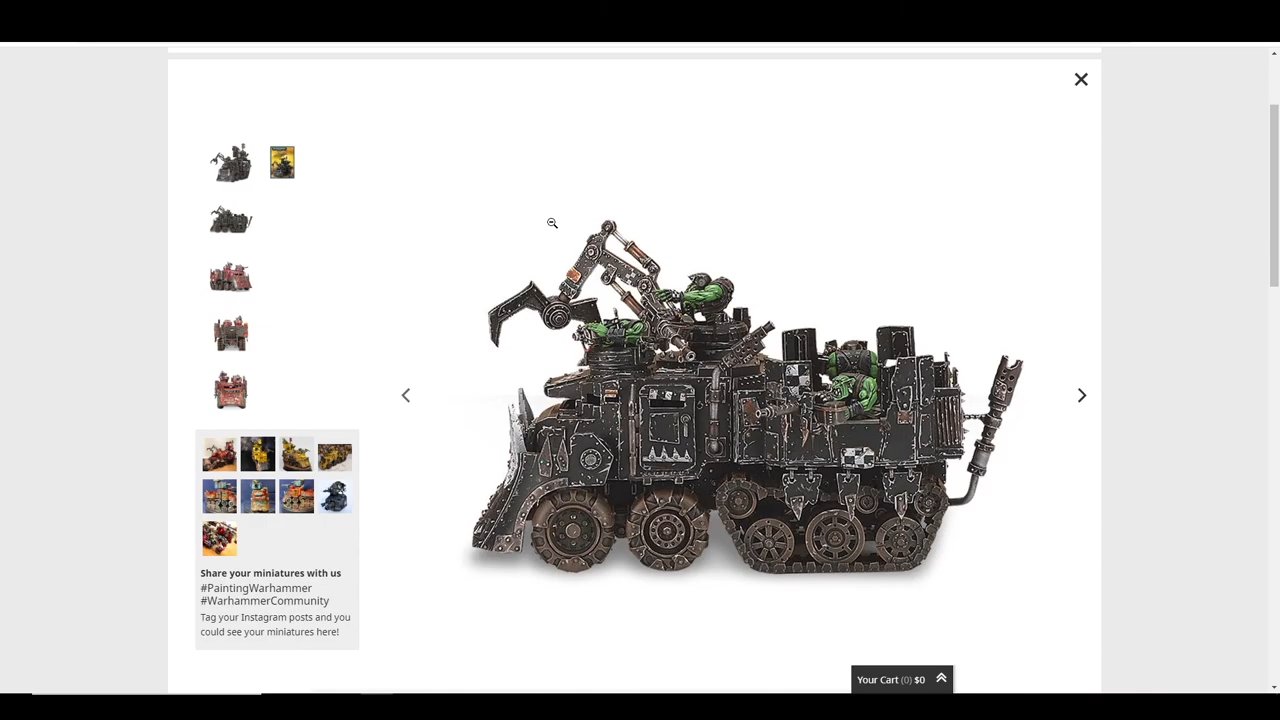 Share your miniatures with us
#PaintingWarhammer
#WarhammerCommunity
Tag your Instagram posts and you
could see your miniatures here!
Your Cart (0) $0